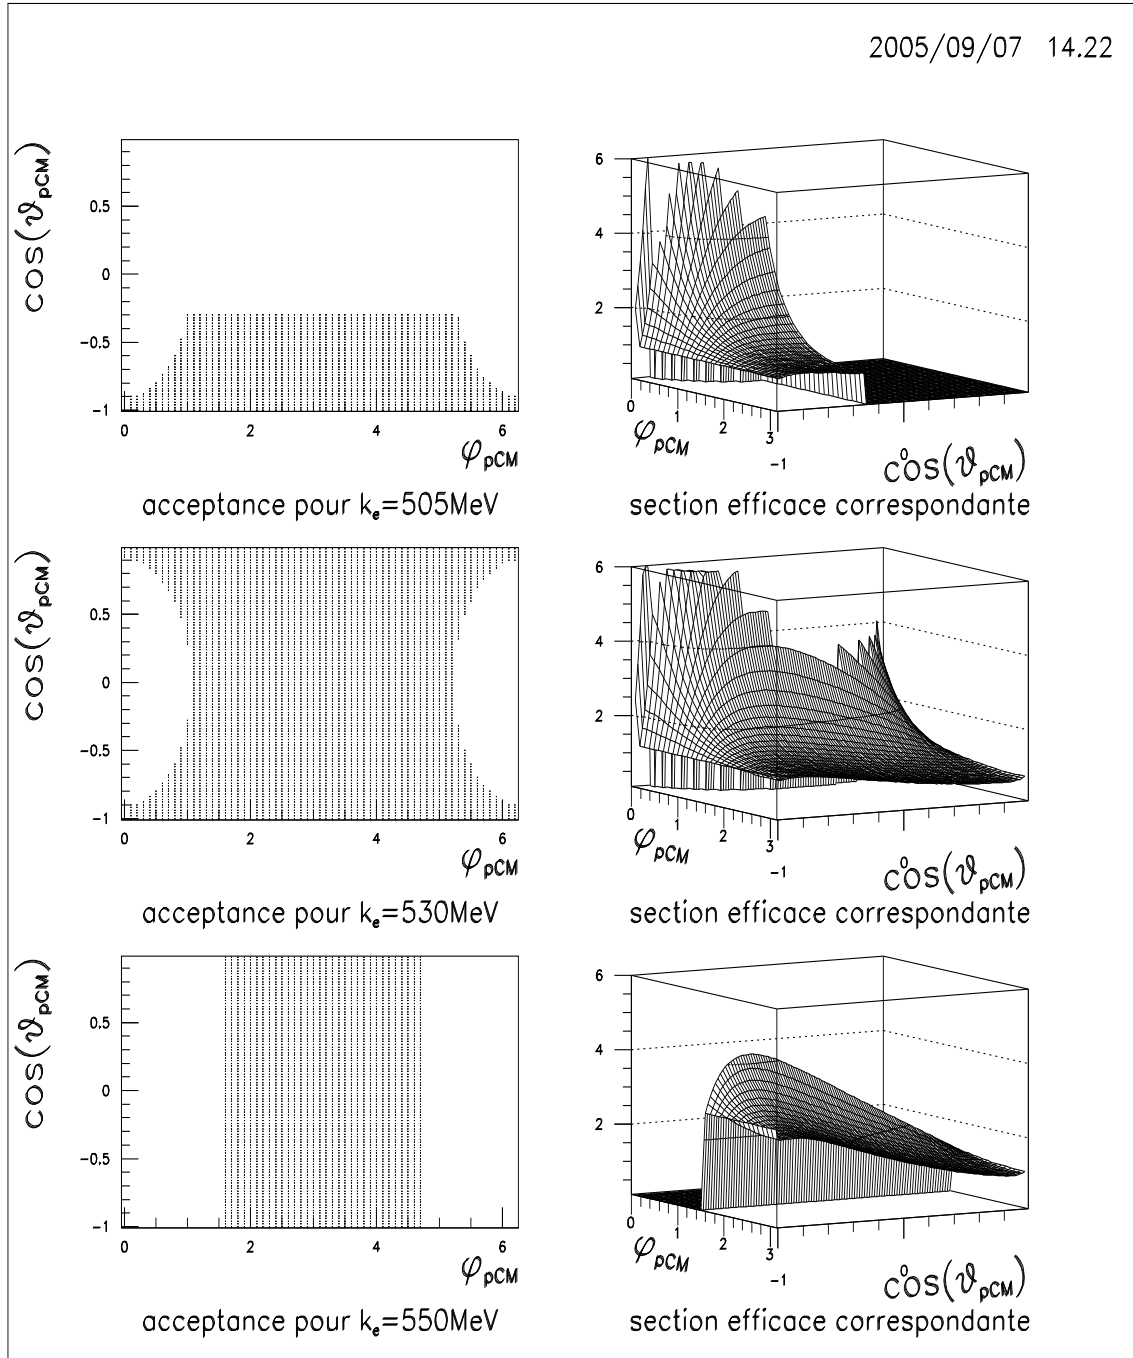 2005/09/07 14.22
cos(ϑpCM)
0.5
0
-0.5
-1
0 2 4 6
φpCM
acceptance pour ke=505MeV
6
4
2
0 1 2 3
φpCM
-1 0
cos(ϑpCM)
section efficace correspondante
cos(ϑpCM)
0.5
0
-0.5
-1
0 2 4 6
φpCM
acceptance pour ke=530MeV
6
4
2
0 1 2 3
φpCM
-1 0
cos(ϑpCM)
section efficace correspondante
cos(ϑpCM)
0.5
0
-0.5
-1
0 2 4 6
φpCM
acceptance pour ke=550MeV
6
4
2
0 1 2 3
φpCM
-1 0
cos(ϑpCM)
section efficace correspondante